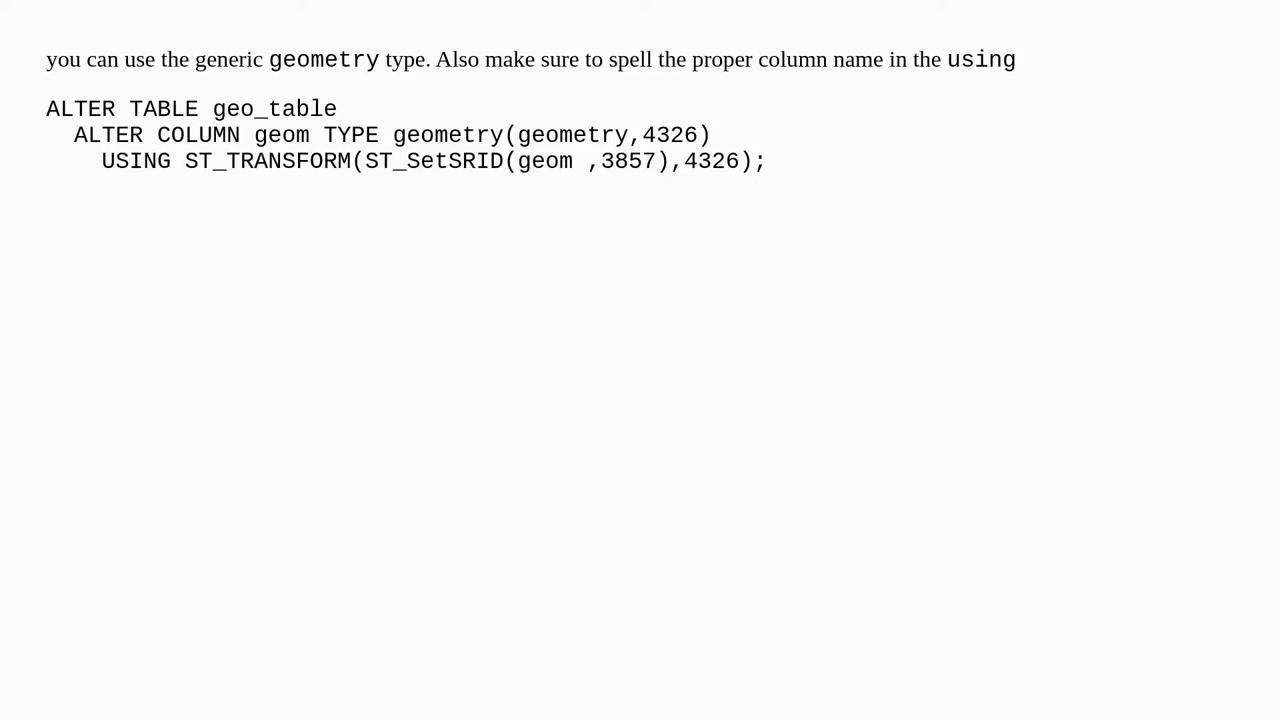 you can use the generic geometry type. Also make sure to spell the proper column name in the using
ALTER TABLE geo_table
  ALTER COLUMN geom TYPE geometry(geometry,4326)
    USING ST_TRANSFORM(ST_SetSRID(geom ,3857),4326);